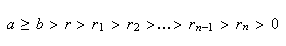 a ≥ b > r > r₁ > r₂ >...> rₙ₋₁ > rₙ > 0